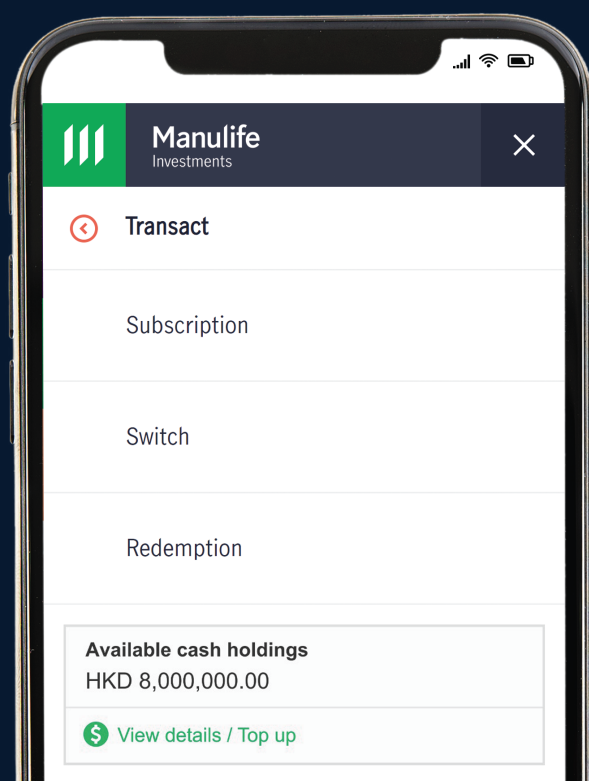 Manulife
Investments
Transact
Subscription
Switch
Redemption
Available cash holdings
HKD 8,000,000.00
View details / Top up